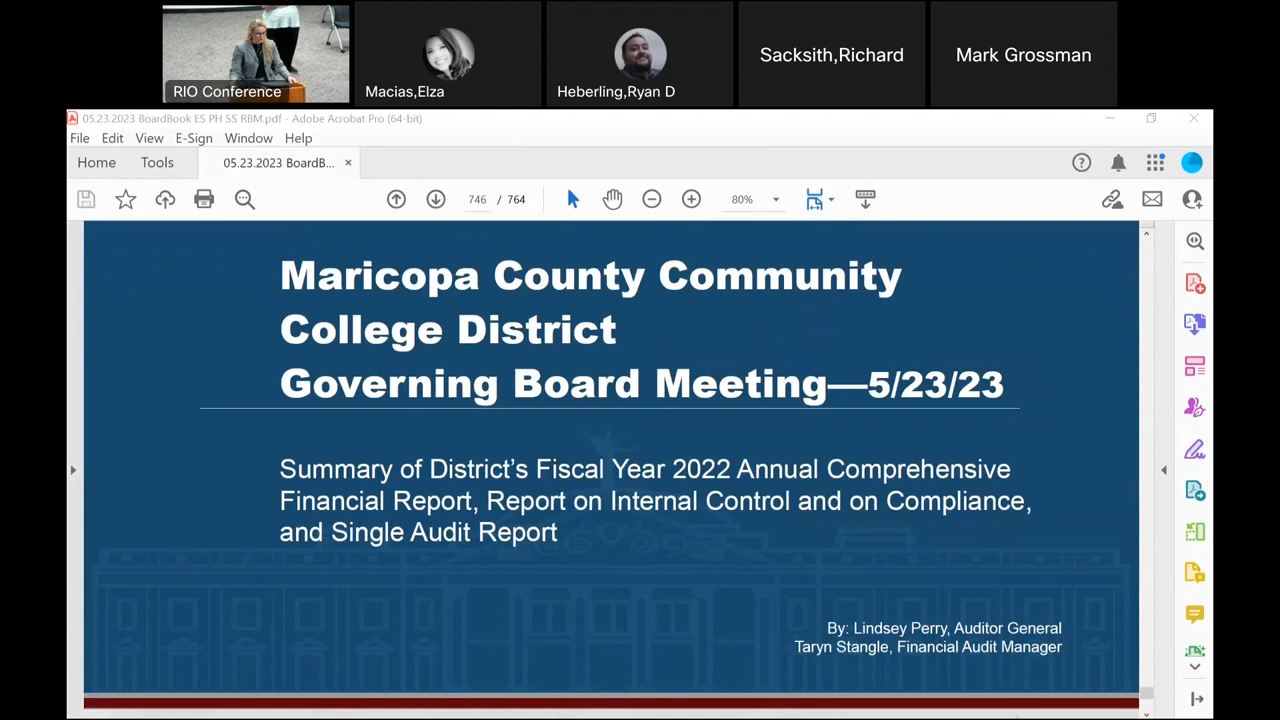 RIO Conference
Macias,Elza
Heberling,Ryan D
Sacksith,Richard
Mark Grossman
05.23.2023 BoardBook ES PH SS RBM.pdf - Adobe Acrobat Pro (64-bit)
File Edit View E-Sign Window Help
Home Tools 05.23.2023 BoardB... ×
746 / 764 80%
Maricopa County Community
College District
Governing Board Meeting—5/23/23
Summary of District’s Fiscal Year 2022 Annual Comprehensive
Financial Report, Report on Internal Control and on Compliance,
and Single Audit Report
By: Lindsey Perry, Auditor General
Taryn Stangle, Financial Audit Manager